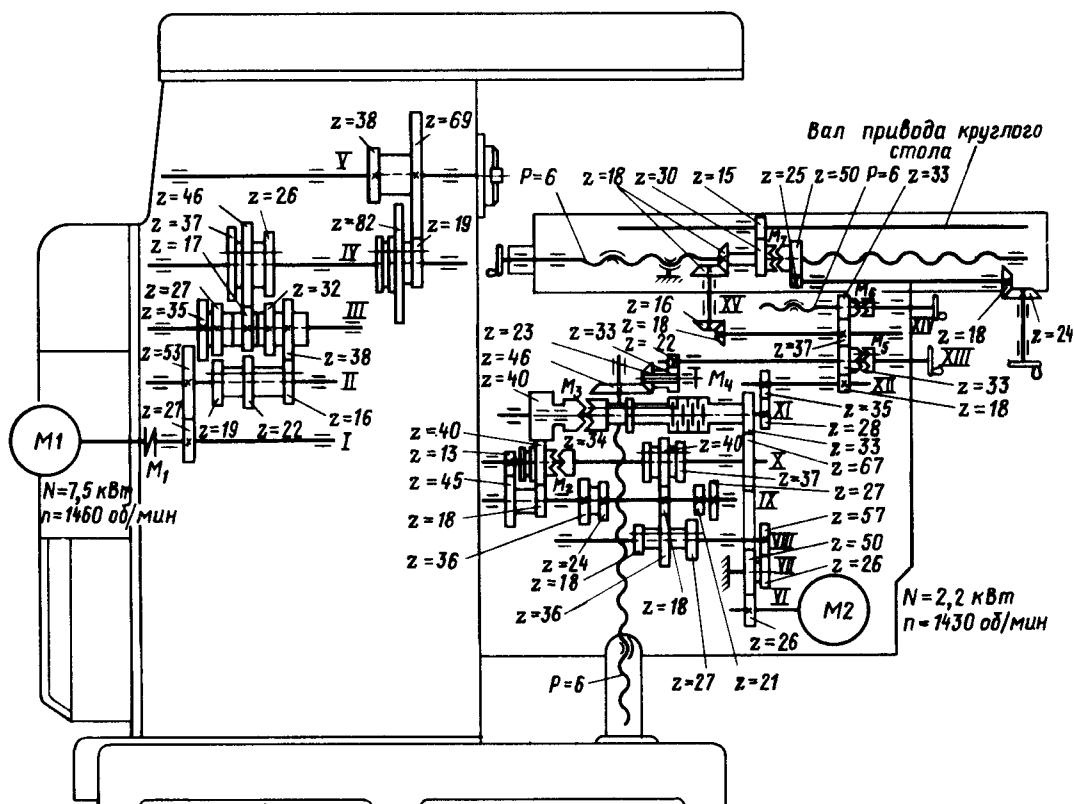 z=38
z=69
V
Вал привода круглого
стола
z=46
z=26
z=37
z=17
z=82
z=19
IV
P=6
z=18
z=30
z=15
z=25
z=50
P=6
z=33
M7
z=27
z=35
z=32
III
z=53
z=38
II
z=27
z=19
z=22
z=16
I
M1
M1
N=7,5 кВт
n=1460 об/мин
z=16
z=18
XV
M6
XIV
z=18
z=24
z=23
z=33
z=22
z=37
M5
XIII
z=46
z=40
M3
M4
XII
z=33
z=18
XI
z=35
z=28
z=33
z=67
z=40
z=13
z=34
z=40
X
z=37
z=27
z=45
M2
IX
z=18
z=57
z=36
VIII
z=50
z=24
z=18
VII
z=26
z=36
z=18
VI
M2
N=2,2 кВт
n=1430 об/мин
z=26
P=6
z=27
z=21